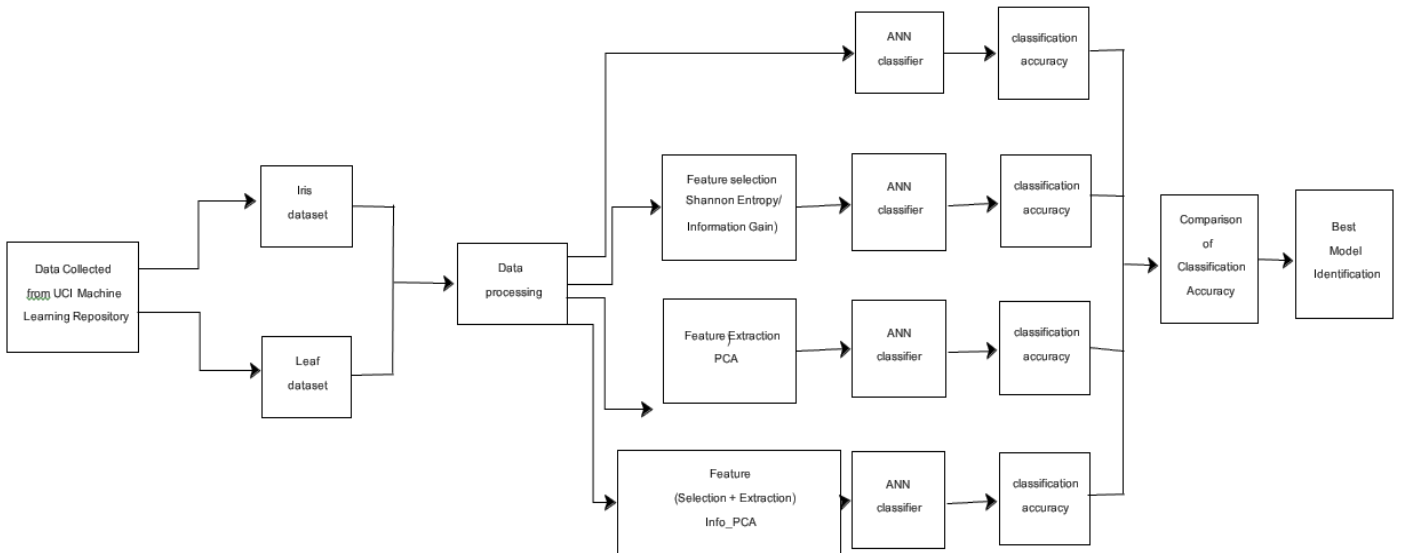 Data Collected
from UCI Machine
Learning Repository
Iris
dataset
Leaf
dataset
Data
processing
ANN
classifier
classification
accuracy
Feature selection
Shannon Entropy/
Information Gain)
ANN
classifier
classification
accuracy
Feature Extraction
)
PCA
ANN
classifier
classification
accuracy
Feature
(Selection + Extraction)
Info_PCA
ANN
classifier
classification
accuracy
Comparison
of
Classification
Accuracy
Best
Model
Identification